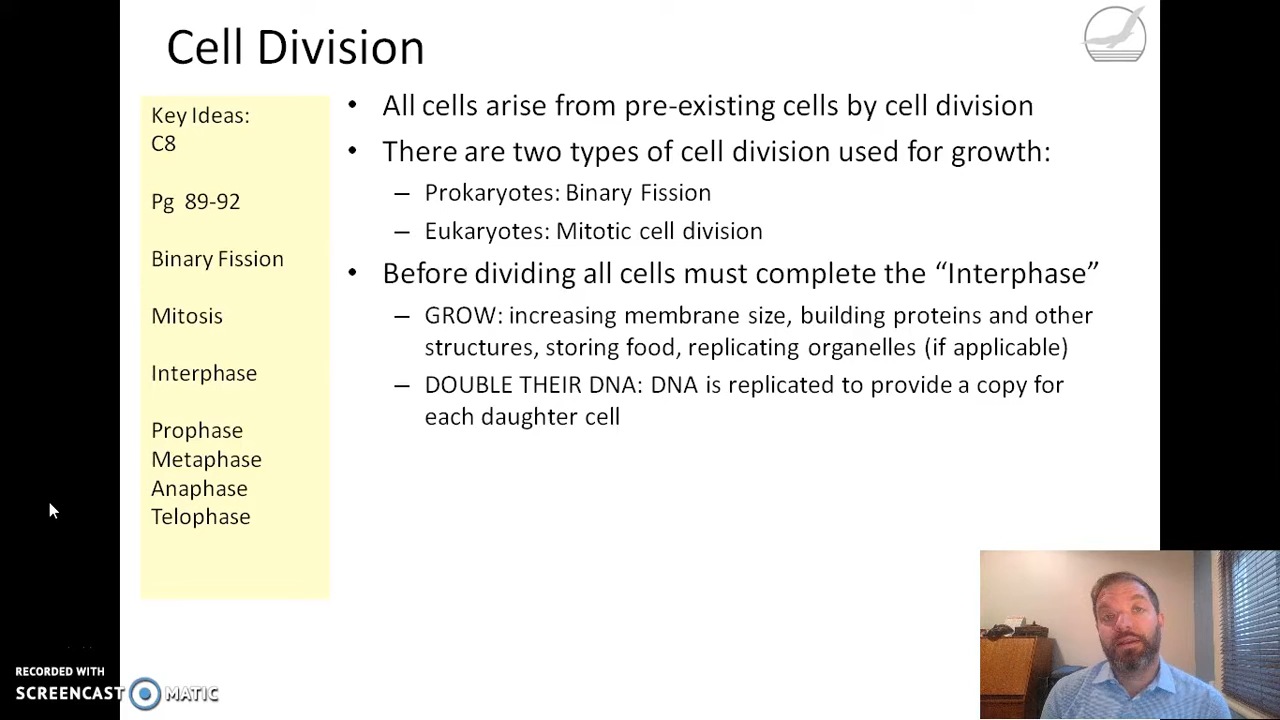 Cell Division
Key Ideas:
C8
Pg 89-92
Binary Fission
Mitosis
Interphase
Prophase
Metaphase
Anaphase
Telophase
• All cells arise from pre-existing cells by cell division
• There are two types of cell division used for growth:
– Prokaryotes: Binary Fission
– Eukaryotes: Mitotic cell division
• Before dividing all cells must complete the “Interphase”
– GROW: increasing membrane size, building proteins and other
structures, storing food, replicating organelles (if applicable)
– DOUBLE THEIR DNA: DNA is replicated to provide a copy for
each daughter cell
RECORDED WITH
SCREENCAST MATIC